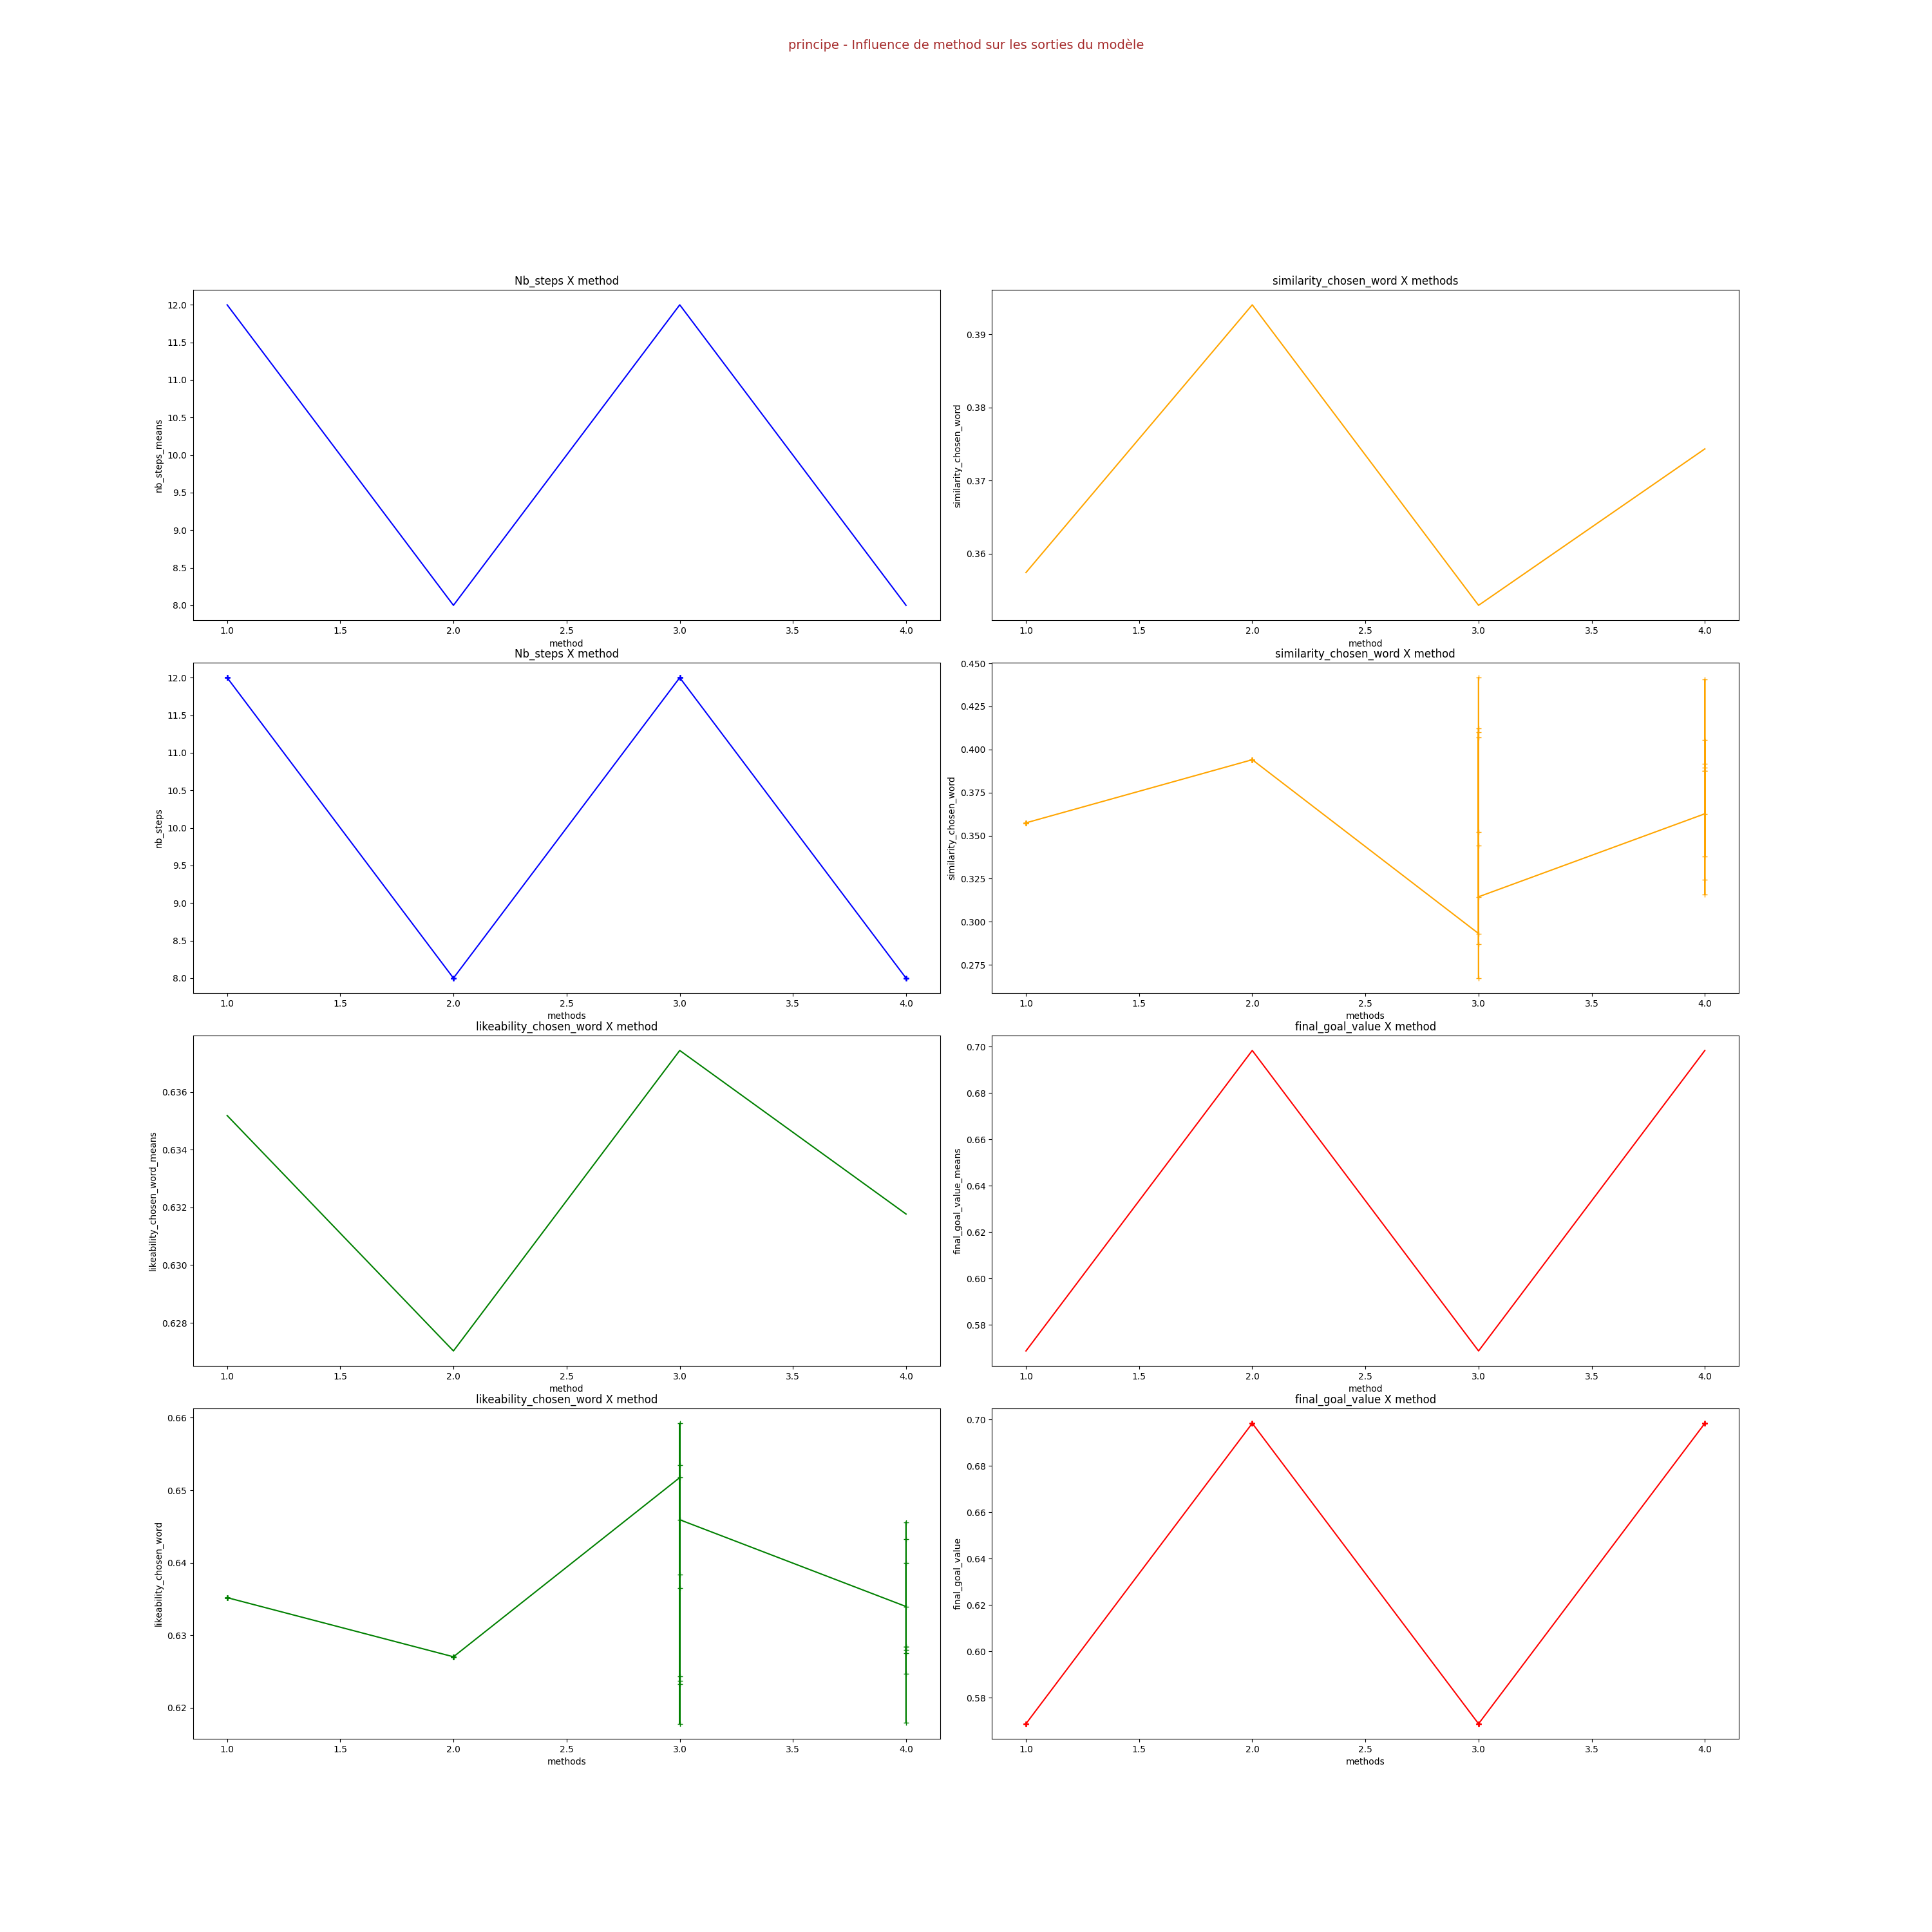 principe - Influence de method sur les sorties du modèle
Nb_steps X method
nb_steps_means
12.0
11.5
11.0
10.5
10.0
9.5
9.0
8.5
8.0
1.0 1.5 2.0 2.5 3.0 3.5 4.0
method
similarity_chosen_word X methods
similarity_chosen_word
0.39
0.38
0.37
0.36
1.0 1.5 2.0 2.5 3.0 3.5 4.0
method
Nb_steps X method
nb_steps
12.0
11.5
11.0
10.5
10.0
9.5
9.0
8.5
8.0
1.0 1.5 2.0 2.5 3.0 3.5 4.0
methods
similarity_chosen_word X method
similarity_chosen_word
0.450
0.425
0.400
0.375
0.350
0.325
0.300
0.275
1.0 1.5 2.0 2.5 3.0 3.5 4.0
methods
likeability_chosen_word X method
likeability_chosen_word_means
0.636
0.634
0.632
0.630
0.628
1.0 1.5 2.0 2.5 3.0 3.5 4.0
method
final_goal_value X method
final_goal_value_means
0.70
0.68
0.66
0.64
0.62
0.60
0.58
1.0 1.5 2.0 2.5 3.0 3.5 4.0
method
likeability_chosen_word X method
likeability_chosen_word
0.66
0.65
0.64
0.63
0.62
1.0 1.5 2.0 2.5 3.0 3.5 4.0
methods
final_goal_value X method
final_goal_value
0.70
0.68
0.66
0.64
0.62
0.60
0.58
1.0 1.5 2.0 2.5 3.0 3.5 4.0
methods